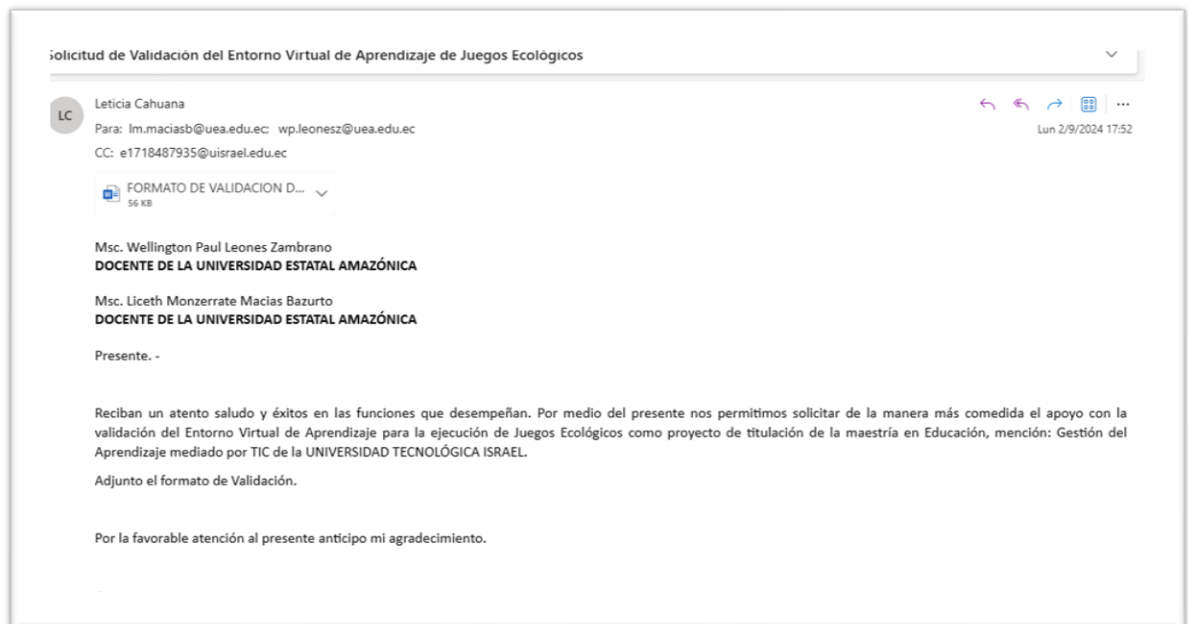 Solicitud de Validación del Entorno Virtual de Aprendizaje de Juegos Ecológicos
LC
Leticia Cahuana
Para: lm.maciasb@uea.edu.ec; wp.leonesz@uea.edu.ec
Lun 2/9/2024 17:52
CC: e1718487935@uisrael.edu.ec
FORMATO DE VALIDACION D...
56 KB
Msc. Wellington Paul Leones Zambrano
DOCENTE DE LA UNIVERSIDAD ESTATAL AMAZÓNICA
Msc. Liceth Monzerrate Macias Bazurto
DOCENTE DE LA UNIVERSIDAD ESTATAL AMAZÓNICA
Presente. -
Reciban un atento saludo y éxitos en las funciones que desempeñan. Por medio del presente nos permitimos solicitar de la manera más comedida el apoyo con la
validación del Entorno Virtual de Aprendizaje para la ejecución de Juegos Ecológicos como proyecto de titulación de la maestría en Educación, mención: Gestión del
Aprendizaje mediado por TIC de la UNIVERSIDAD TECNOLÓGICA ISRAEL.
Adjunto el formato de Validación.
Por la favorable atención al presente anticipo mi agradecimiento.